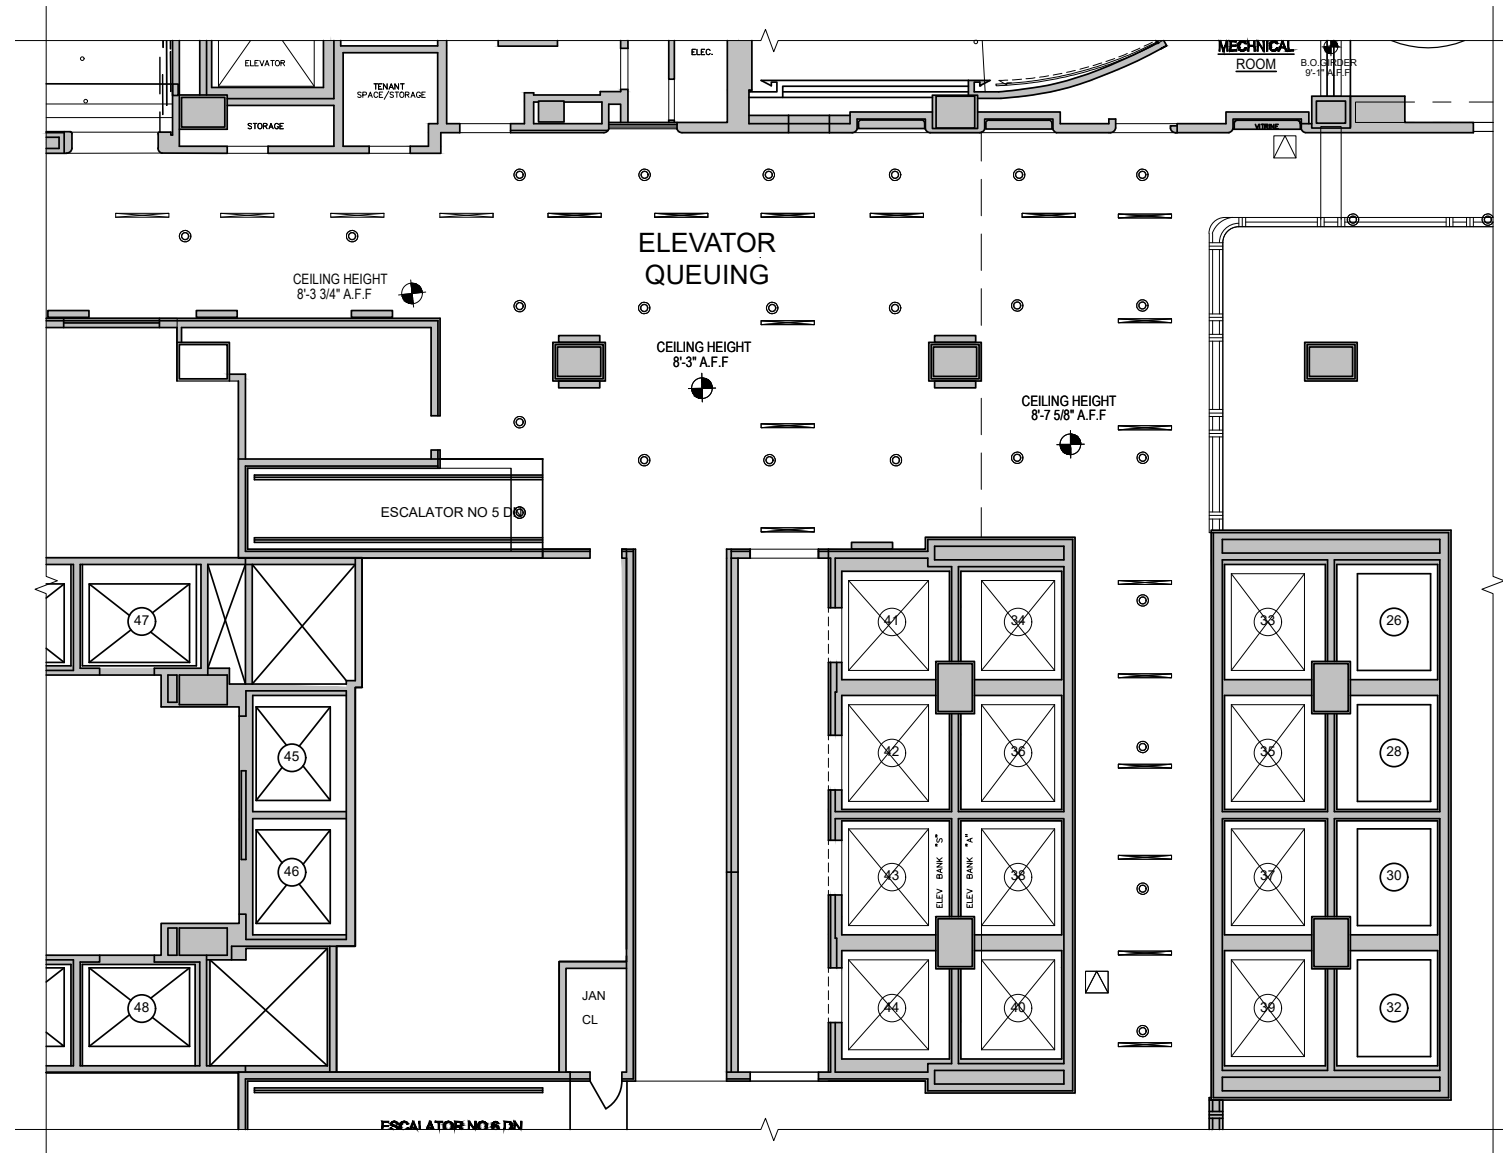 ELEVATOR
ELEC.
MECHNICAL
ROOM
B.O.GIRDER
9'-1" A.F.F
TENANT
SPACE/STORAGE
STORAGE
VITRINE
ELEVATOR
QUEUING
CEILING HEIGHT
8'-3 3/4" A.F.F
CEILING HEIGHT
8'-3" A.F.F
CEILING HEIGHT
8'-7 5/8" A.F.F
ESCALATOR NO 5 DN
47
41
34
33
26
45
42
36
35
28
46
43
ELEV BANK "S"
ELEV BANK "A"
38
37
30
48
JAN
CL
44
40
39
32
ESCALATOR NO 6 DN